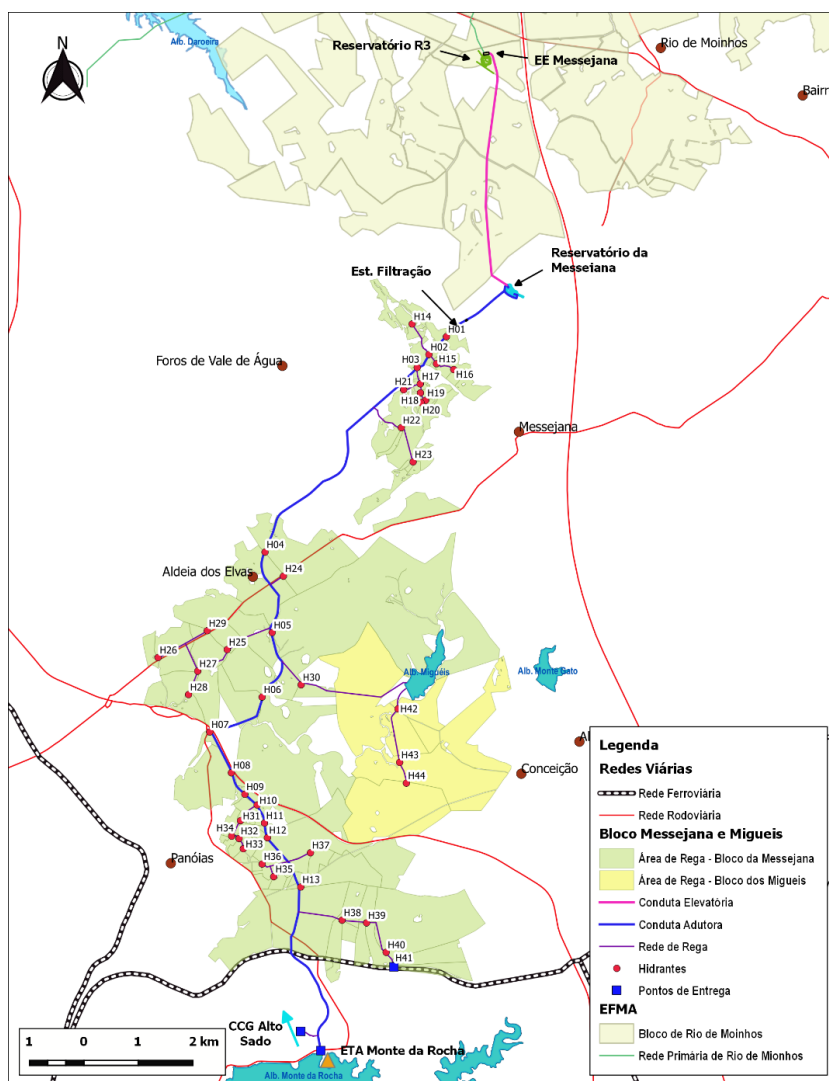 Alb. Daroeira
Reservatório R3
EE Messejana
Rio de Moinhos
Bairr
N
Reservatório da
Messejana
Est. Filtração
H14
H01
H02
H15
H03
H16
H17
H21
H19
H18
H20
H22
H23
Foros de Vale de Água
Messejana
H04
H24
Aldeia dos Elvas
H29
H05
H25
H26
H27
H28
H30
H06
Alb. Miguéis
Alb. Monte Gato
H42
H07
H43
H44
Conceição
H08
H09
H10
H31
H11
H34
H32
H12
H33
H37
H36
H35
H13
Panóias
H38
H39
H40
H41
CCG Alto
Sado
ETA Monte da Rocha
Alb. Monte da Rocha
1 0 1 2 km
Legenda
Redes Viárias
Rede Ferroviária
Rede Rodoviária
Bloco Messejana e Migueis
Área de Rega - Bloco da Messejana
Área de Rega - Bloco dos Migueis
Conduta Elevatória
Conduta Adutora
Rede de Rega
Hidrantes
Pontos de Entrega
EFMA
Bloco de Rio de Moinhos
Rede Primária de Rio de Mionhos